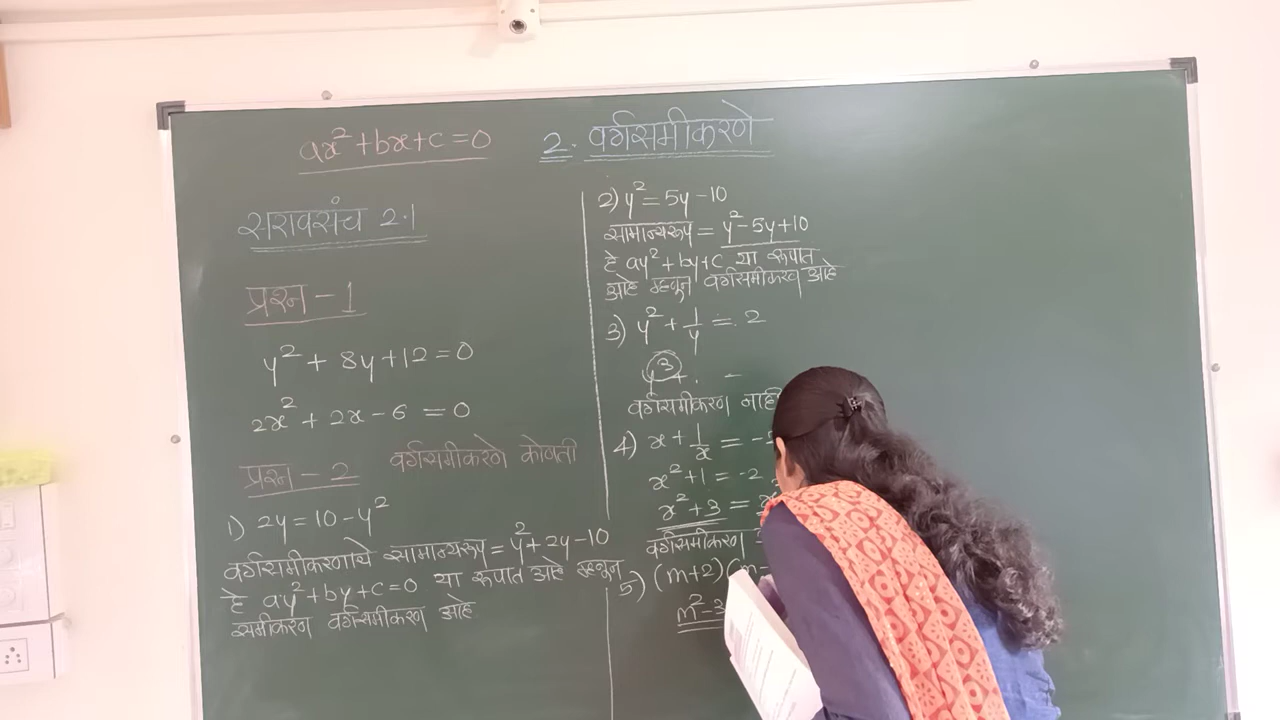 ax²+bx+c=0
2. वर्गसमीकरणे
सरावसंच 2.1
प्रश्न - 1
y² + 8y+12=0
2x² + 2x - 6 = 0
प्रश्न - 2 वर्गसमीकरणे कोणती
1) 2y = 10 - y²
वर्गसमीकरणाचे सामान्यरूप = y²+ 2y - 10
हे ay²+by+c=0 या रूपात आहे म्हणून
समीकरण वर्गसमीकरण आहे
2) y² = 5y - 10
सामान्यरूप = y² - 5y + 10
हे ay²+by+c या रूपात
आहे म्हणून वर्गसमीकरण आहे
3) y² + 1/y = 2
y³ + . -
वर्गसमीकरण
4) x + 1/x = -
x² + 1 = -2
x² + 3 =
वर्गसमीकरण
5) (m+2)(m-
m² - 3